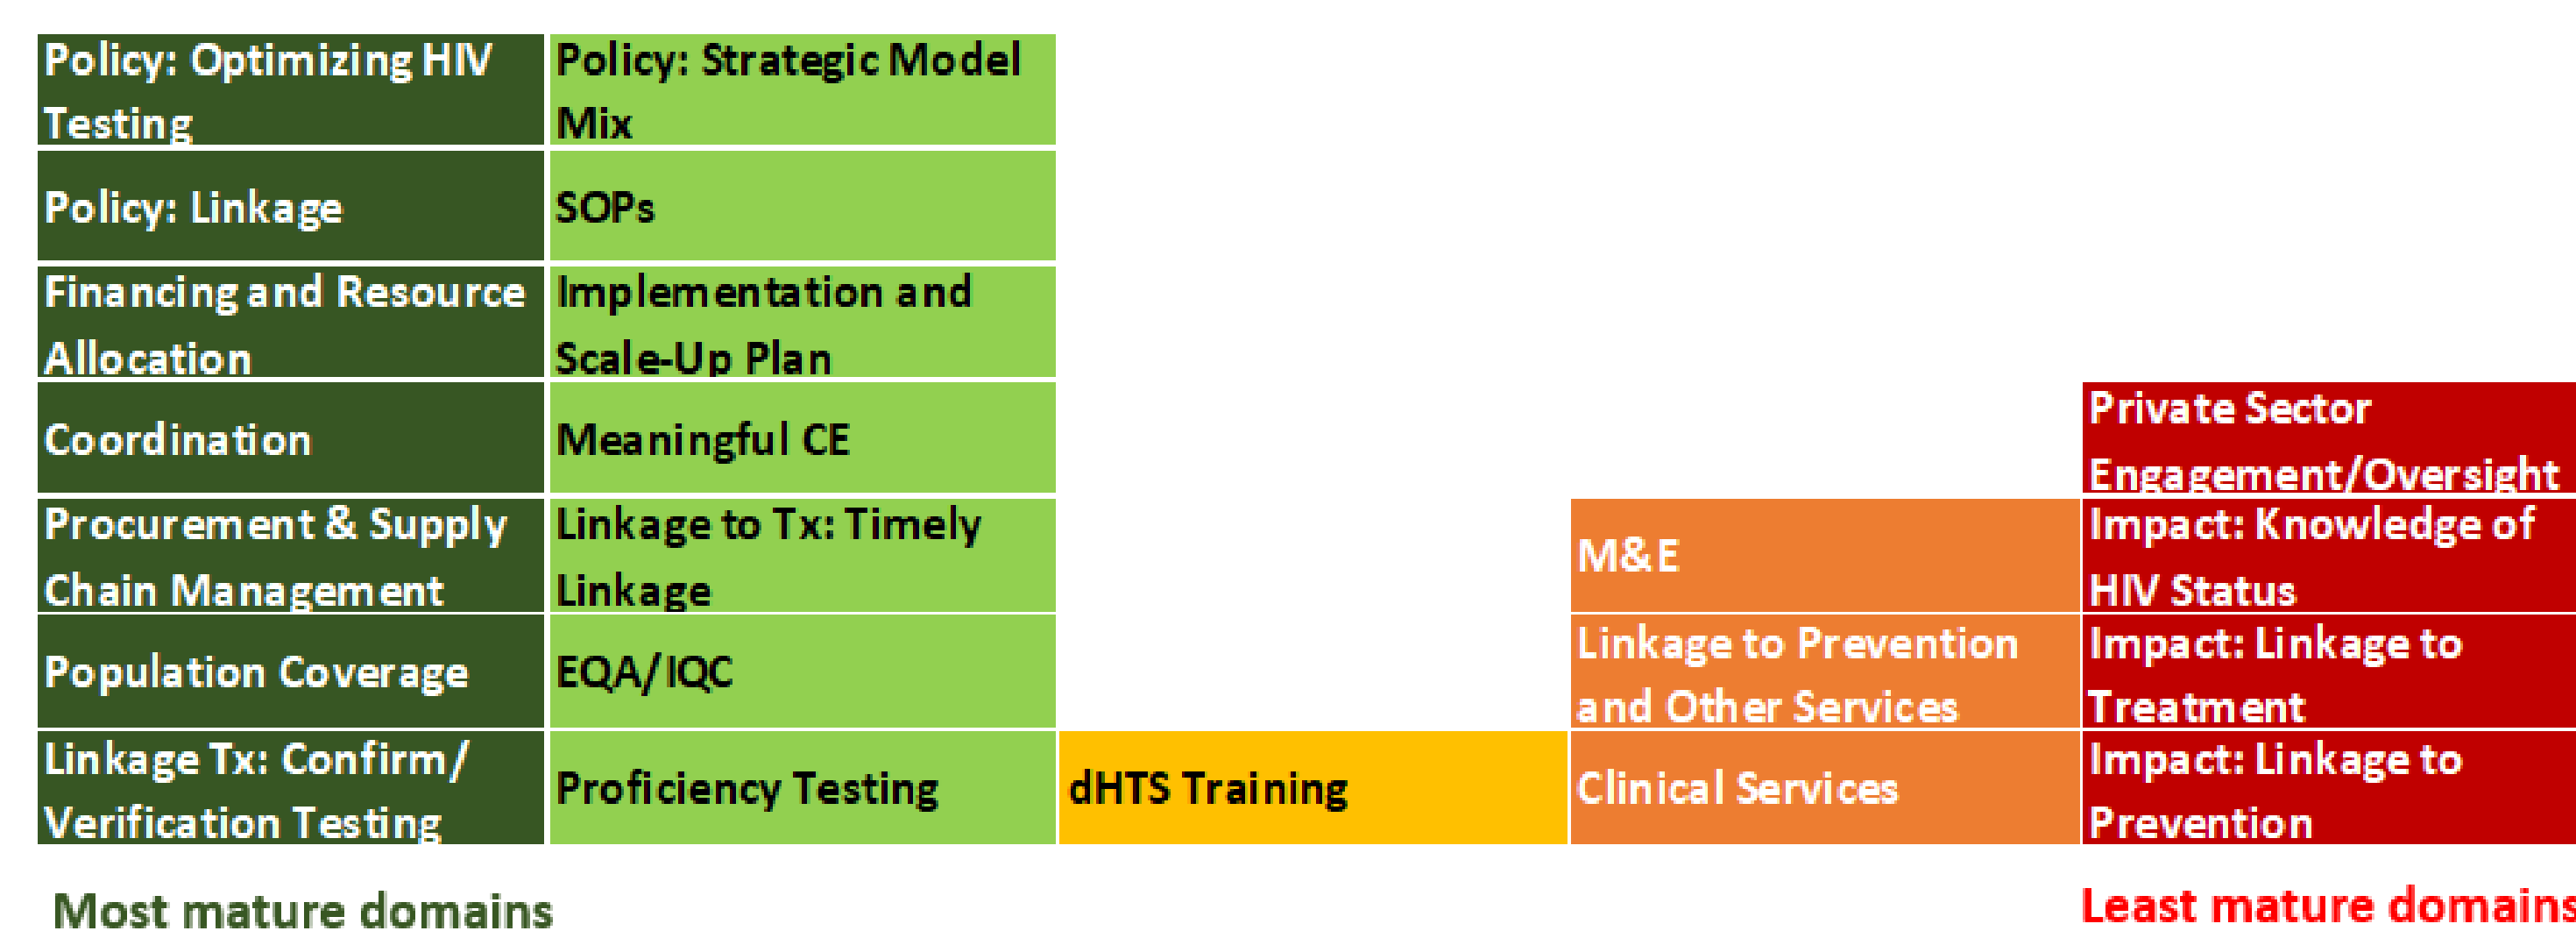 Policy: Optimizing HIV
Testing
Policy: Strategic Model
Mix
Policy: Linkage
SOPs
Financing and Resource
Allocation
Implementation and
Scale-Up Plan
Coordination
Meaningful CE
Private Sector
Engagement/Oversight
Procurement & Supply
Chain Management
Linkage to Tx: Timely
Linkage
M&E
Impact: Knowledge of
HIV Status
Population Coverage
EQA/IQC
Linkage to Prevention
and Other Services
Impact: Linkage to
Treatment
Linkage Tx: Confirm/
Verification Testing
Proficiency Testing
dHTS Training
Clinical Services
Impact: Linkage to
Prevention
Most mature domains
Least mature domains